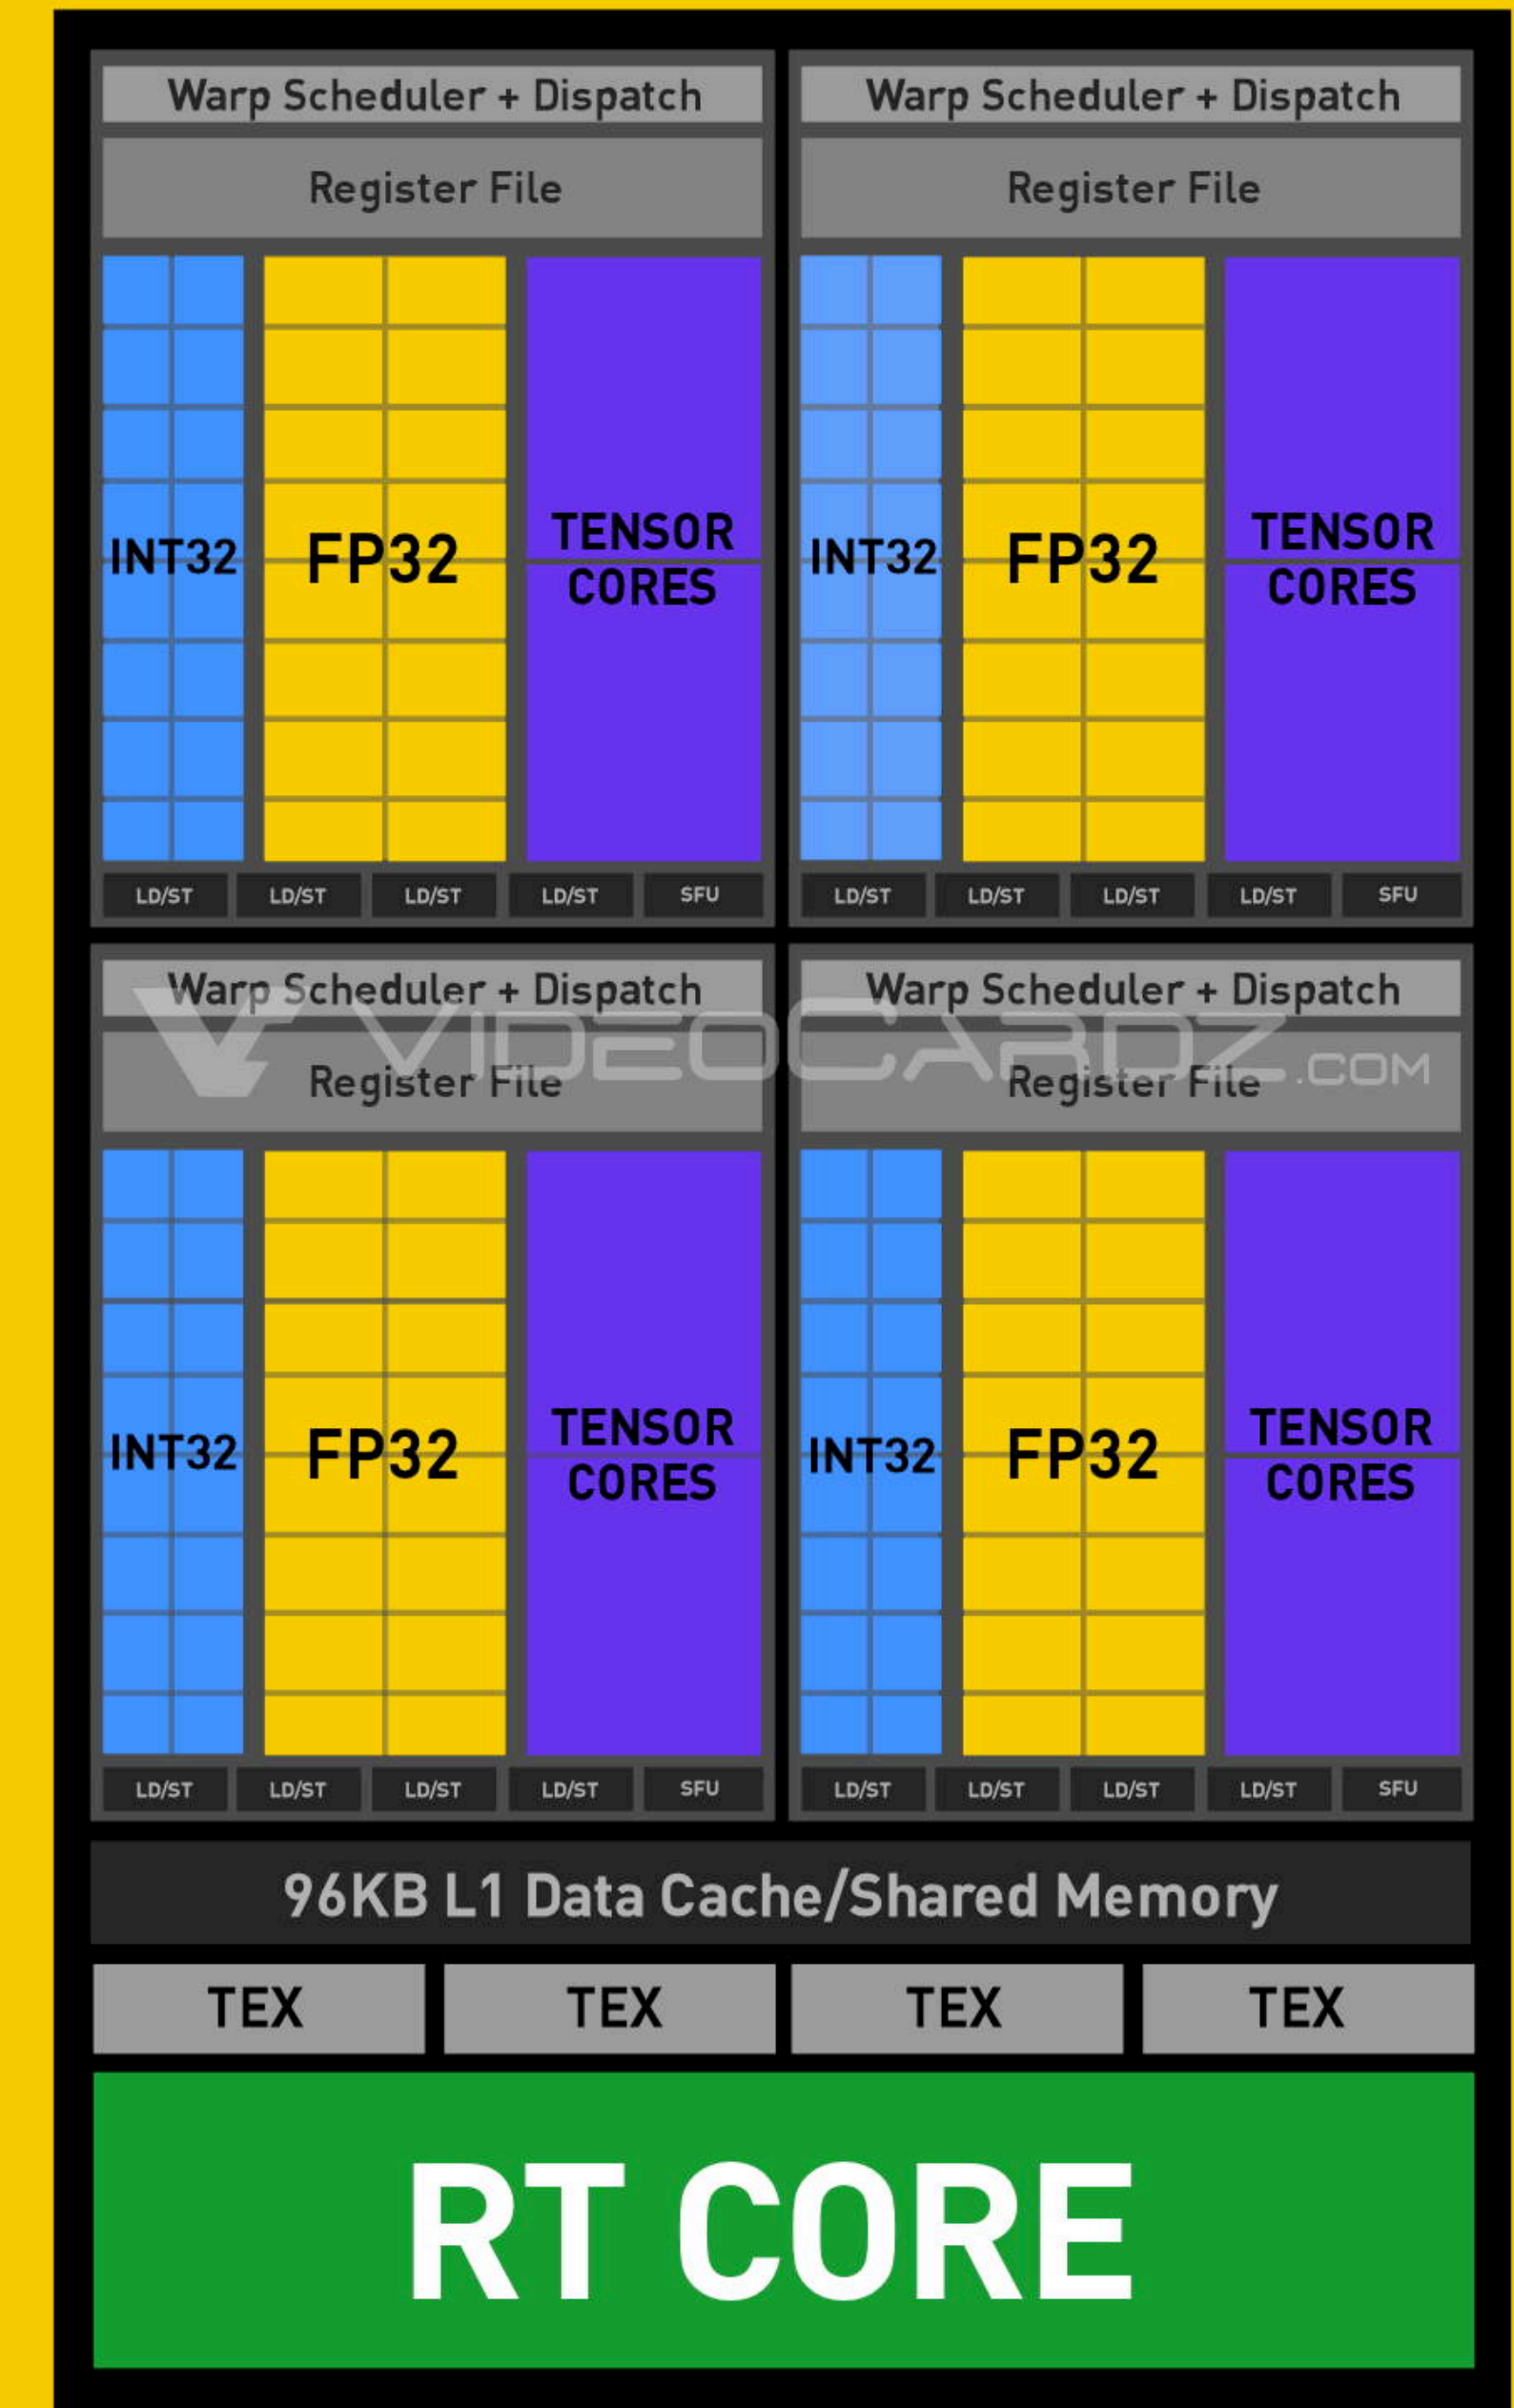 Warp Scheduler + Dispatch
Register File
INT32
FP32
TENSOR
CORES
LD/ST LD/ST LD/ST LD/ST SFU
Warp Scheduler + Dispatch
Register File
INT32
FP32
TENSOR
CORES
LD/ST LD/ST LD/ST LD/ST SFU
Warp Scheduler + Dispatch
Register File
INT32
FP32
TENSOR
CORES
LD/ST LD/ST LD/ST LD/ST SFU
Warp Scheduler + Dispatch
Register File
INT32
FP32
TENSOR
CORES
LD/ST LD/ST LD/ST LD/ST SFU
VIDEOCARDZ.COM
96KB L1 Data Cache/Shared Memory
TEX TEX TEX TEX
RT CORE